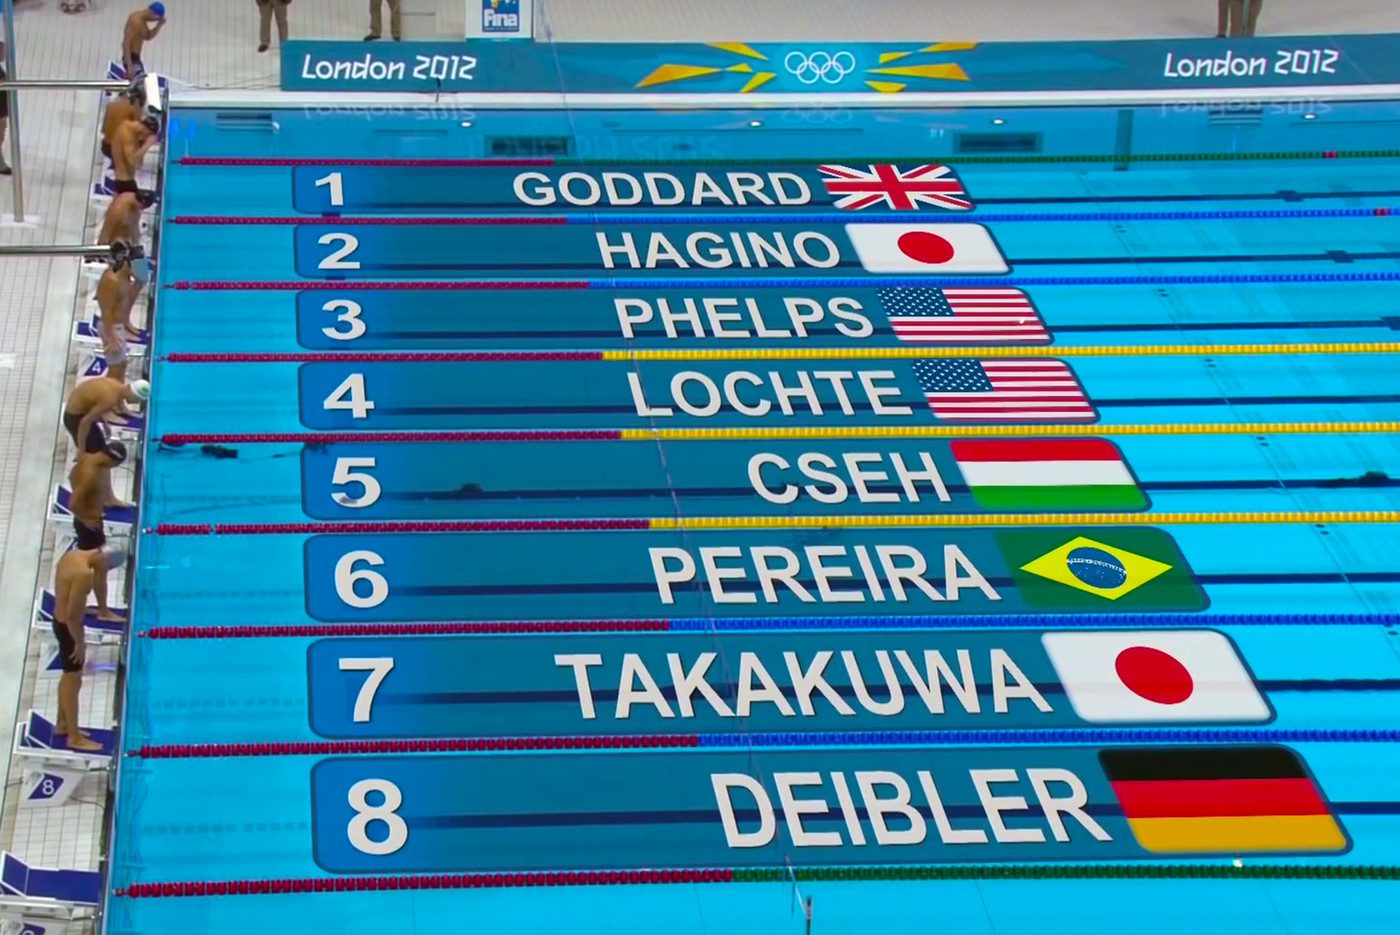 Fina
London 2012
London 2012
1 GODDARD
2 HAGINO
3 PHELPS
4 LOCHTE
5 CSEH
6 PEREIRA
7 TAKAKUWA
8 DEIBLER
4
8